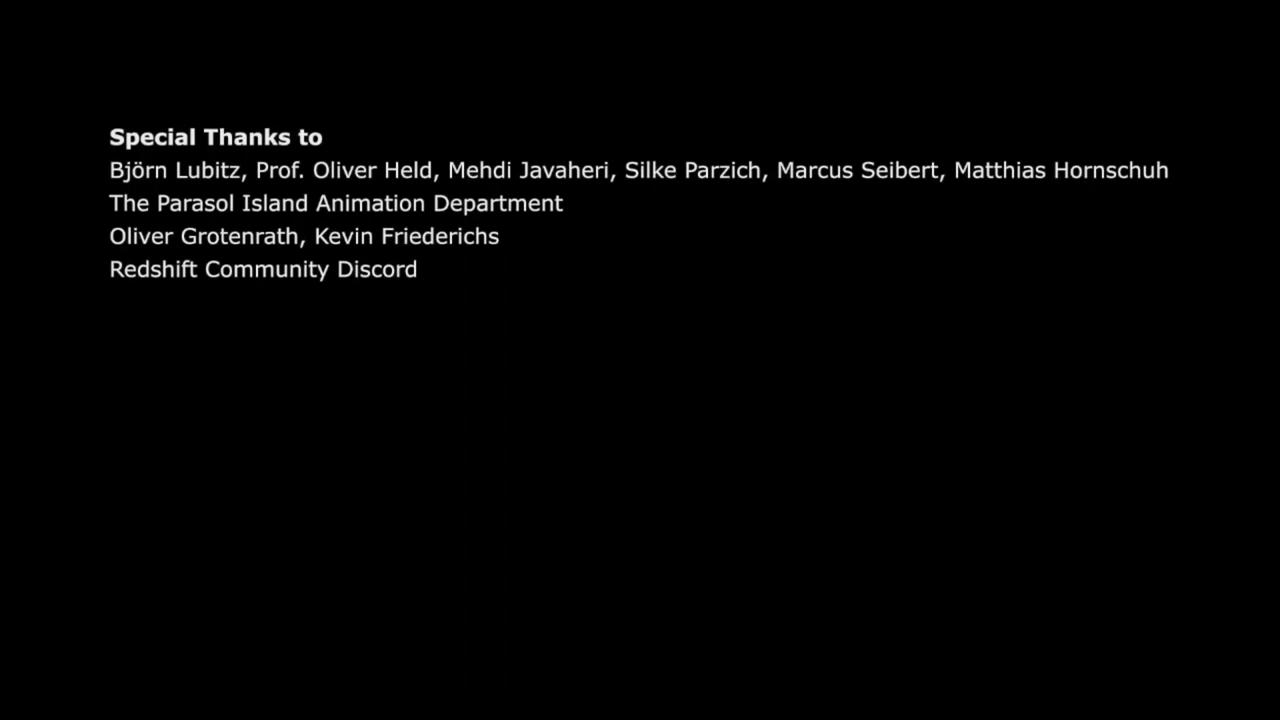 Special Thanks to
Björn Lubitz, Prof. Oliver Held, Mehdi Javaheri, Silke Parzich, Marcus Seibert, Matthias Hornschuh
The Parasol Island Animation Department
Oliver Grotenrath, Kevin Friederichs
Redshift Community Discord